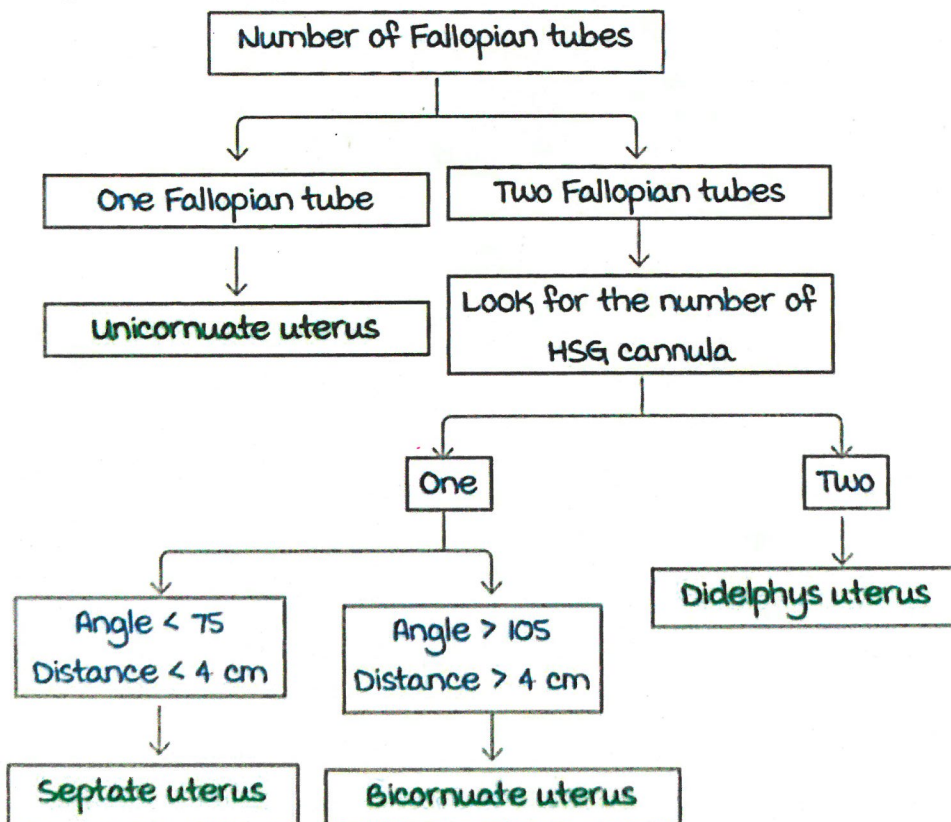 Number of Fallopian tubes
One Fallopian tube
Two Fallopian tubes
Unicornuate uterus
Look for the number of
HSG cannula
One
Two
Angle < 75
Distance < 4 cm
Angle > 105
Distance > 4 cm
Didelphys uterus
Septate uterus
Bicornuate uterus